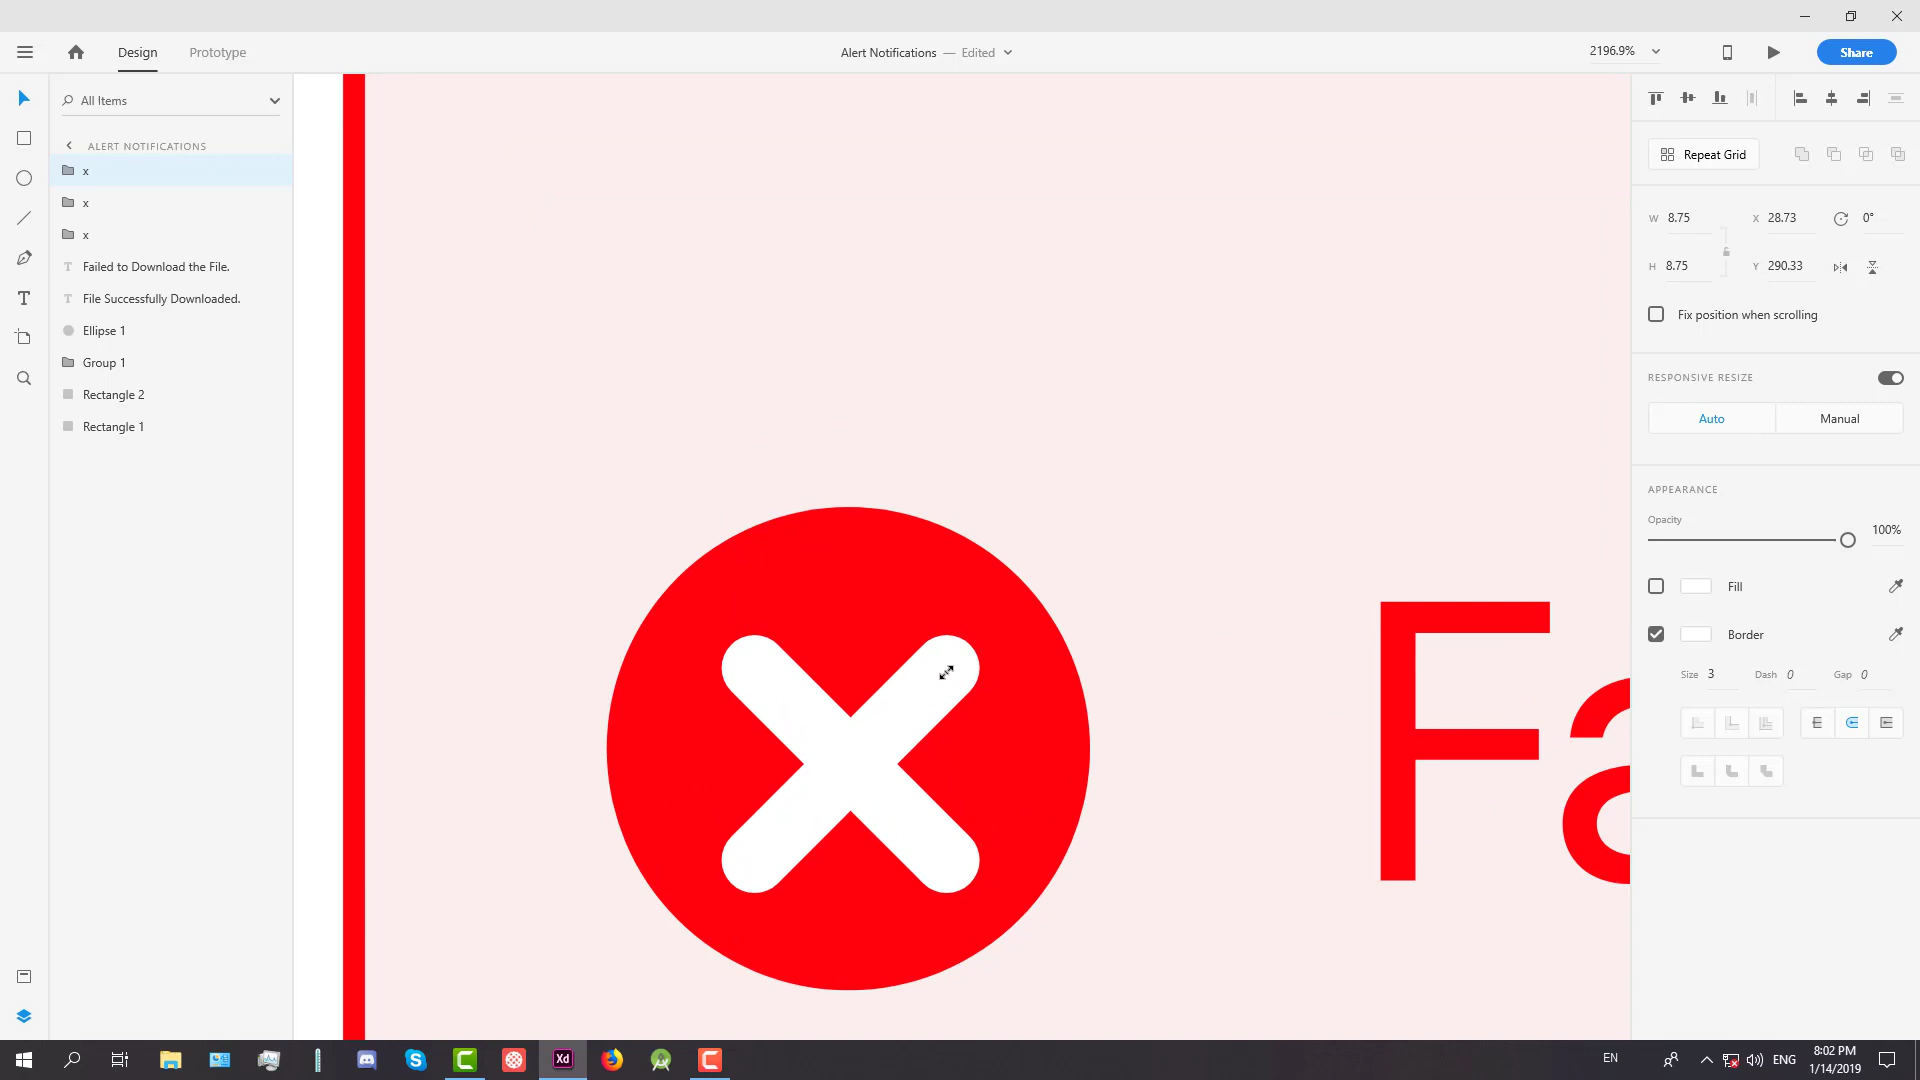 Design
Prototype
Alert Notifications — Edited
2196.9%
Share
All Items
ALERT NOTIFICATIONS
x
x
x
T Failed to Download the File.
T File Successfully Downloaded.
Ellipse 1
Group 1
Rectangle 2
Rectangle 1
T
Fa
Repeat Grid
W 8.75
X 28.73
0°
H 8.75
Y 290.33
Fix position when scrolling
RESPONSIVE RESIZE
Auto
Manual
APPEARANCE
Opacity
100%
Fill
Border
Size 3
Dash 0
Gap 0
Xd
EN
ENG
8:02 PM
1/14/2019